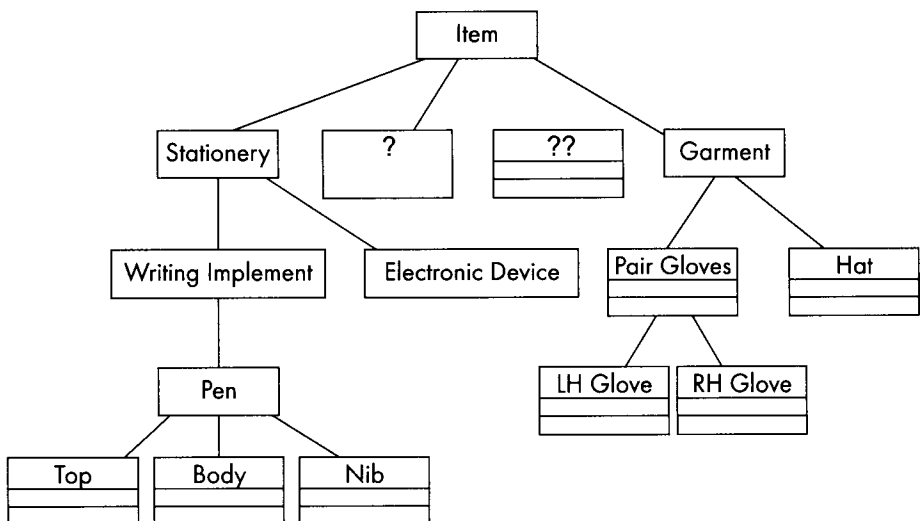 Item
Stationery
?
??
Garment
Writing Implement
Electronic Device
Pair Gloves
Hat
Pen
LH Glove
RH Glove
Top
Body
Nib